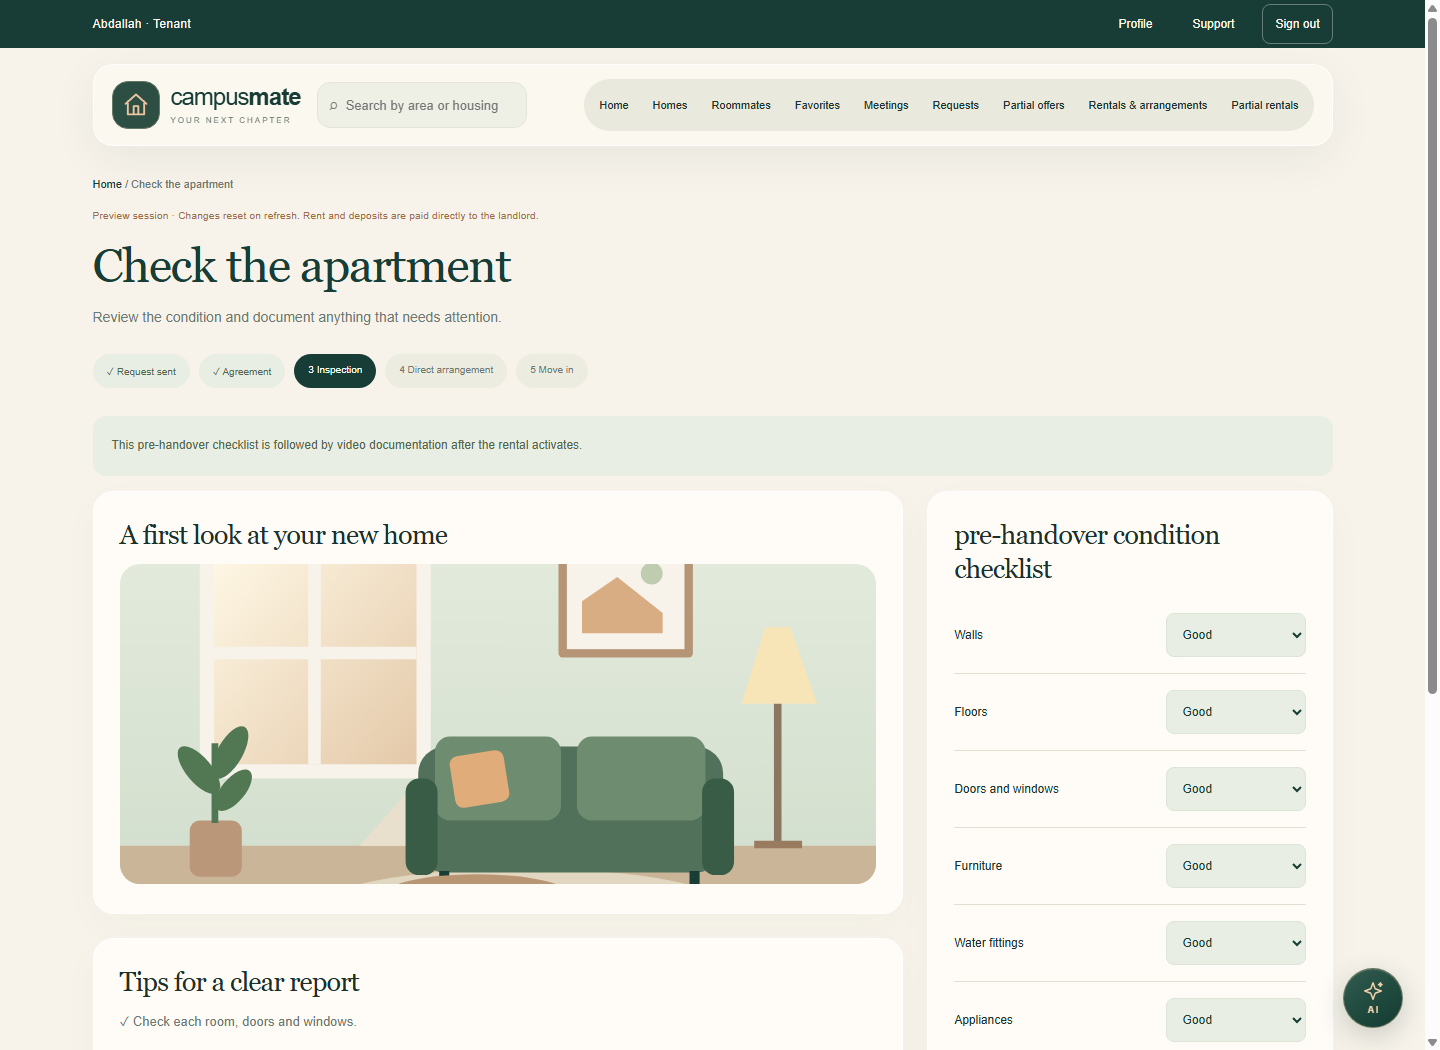 Abdallah · Tenant
Profile
Support
Sign out
campusmate
YOUR NEXT CHAPTER
Search by area or housing
Home
Homes
Roommates
Favorites
Meetings
Requests
Partial offers
Rentals & arrangements
Partial rentals
Home / Check the apartment
Preview session · Changes reset on refresh. Rent and deposits are paid directly to the landlord.
Check the apartment
Review the condition and document anything that needs attention.
✓ Request sent
✓ Agreement
3 Inspection
4 Direct arrangement
5 Move in
This pre-handover checklist is followed by video documentation after the rental activates.
A first look at your new home
pre-handover condition
checklist
Walls
Good
Floors
Good
Doors and windows
Good
Furniture
Good
Water fittings
Good
Appliances
Good
Tips for a clear report
✓ Check each room, doors and windows.
AI